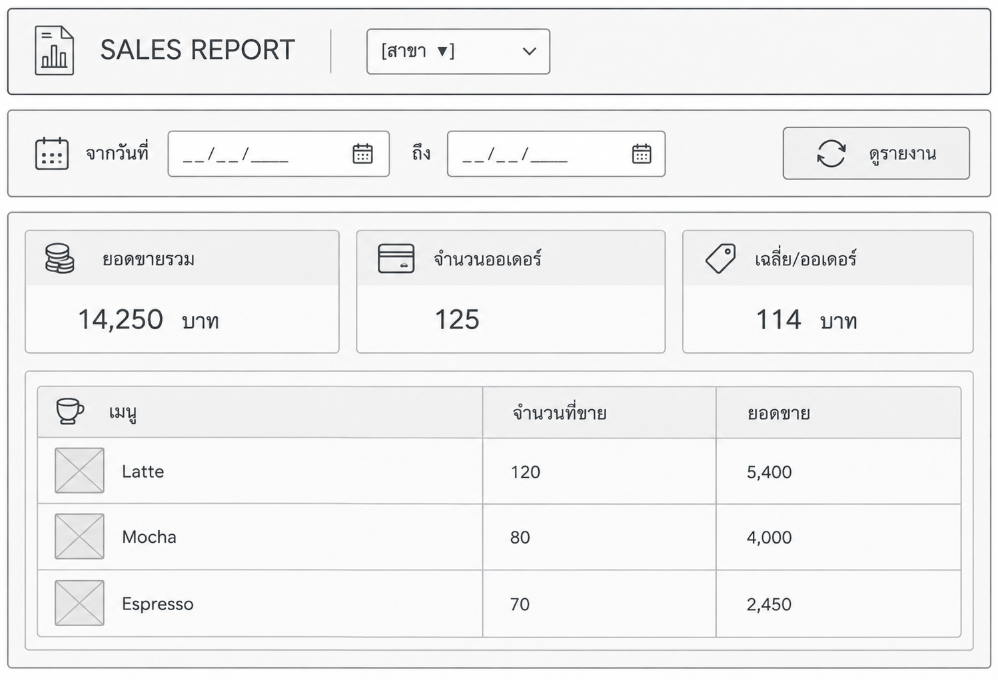 SALES REPORT [สาขา ▼]
จากวันที่ __/__/____ ถึง __/__/____ ดูรายงาน
ยอดขายรวม จำนวนออเดอร์ เฉลี่ย/ออเดอร์
14,250 บาท 125 114 บาท
เมนู จำนวนที่ขาย ยอดขาย
Latte 120 5,400
Mocha 80 4,000
Espresso 70 2,450